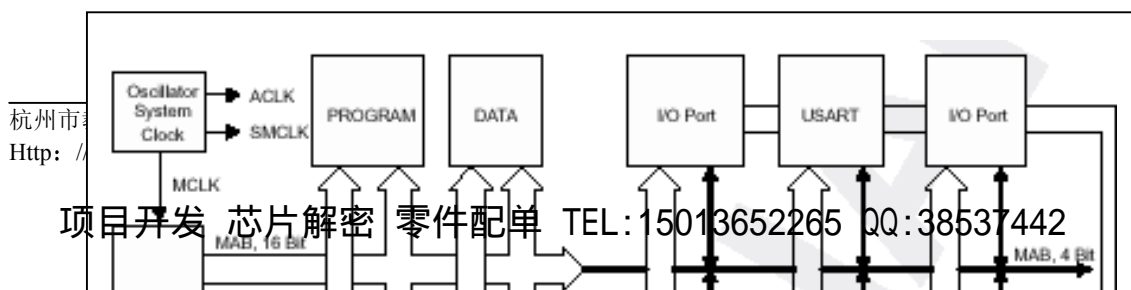 Oscillator
System
Clock
ACLK
SMCLK
MCLK
PROGRAM
DATA
I/O Port
USART
I/O Port
杭州市
Http：//
项目开发 芯片解密 零件配单 TEL:15013652265 QQ:38537442
MAB, 16 Bit
MAB, 4 Bit